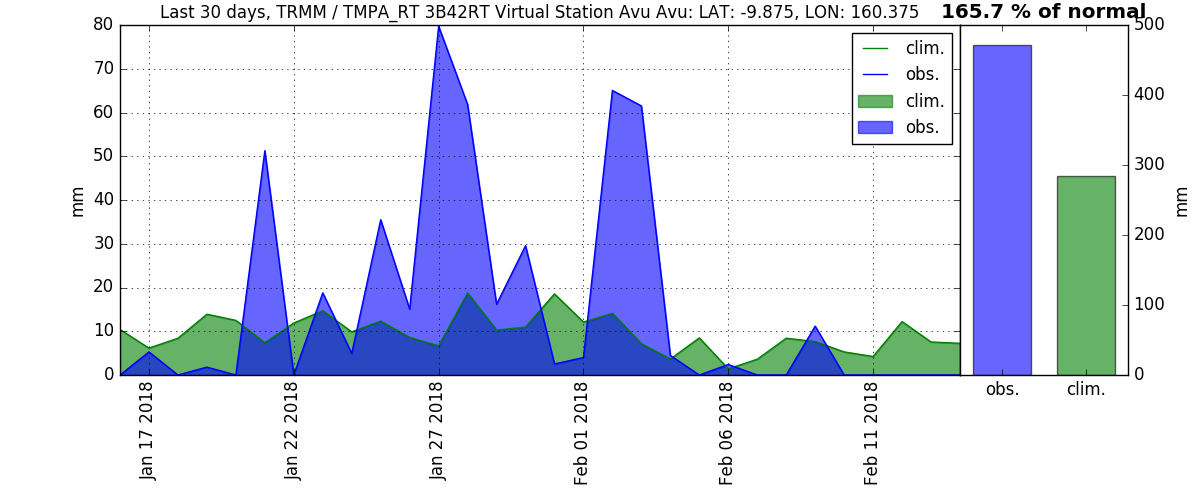 Last 30 days, TRMM / TMPA_RT 3B42RT Virtual Station Avu Avu: LAT: -9.875, LON: 160.375
165.7 % of normal
80
70
60
50
40
30
20
10
0
mm
clim.
obs.
clim.
obs.
Jan 17 2018
Jan 22 2018
Jan 27 2018
Feb 01 2018
Feb 06 2018
Feb 11 2018
500
400
300
200
100
0
mm
obs.
clim.